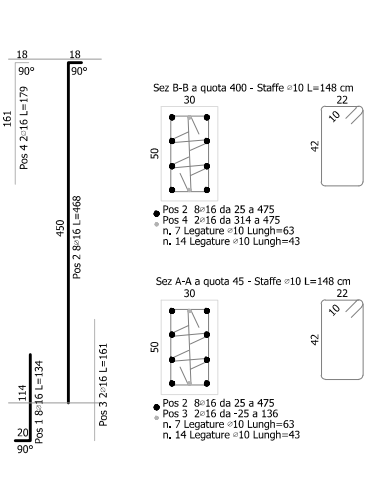 18
90°
161
Pos 4 2⌀16 L=179
18
90°
450
Pos 2 8⌀16 L=468
114
Pos 1 8⌀16 L=134
20
90°
Pos 3 2⌀16 L=161
Sez B-B a quota 400 - Staffe ⌀10 L=148 cm
30
50
22
10
42
Pos 2 8⌀16 da 25 a 475
Pos 4 2⌀16 da 314 a 475
n. 7 Legature ⌀10 Lungh=63
n. 14 Legature ⌀10 Lungh=43
Sez A-A a quota 45 - Staffe ⌀10 L=148 cm
30
50
22
10
42
Pos 2 8⌀16 da 25 a 475
Pos 3 2⌀16 da -25 a 136
n. 7 Legature ⌀10 Lungh=63
n. 14 Legature ⌀10 Lungh=43